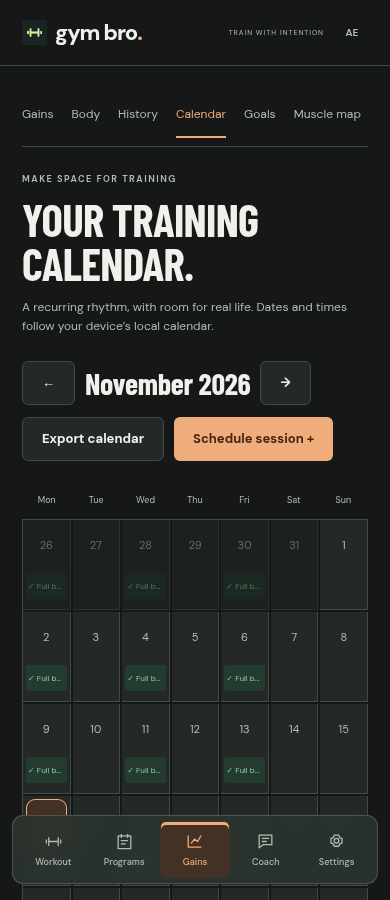 gym bro.
TRAIN WITH INTENTION
AE
Gains Body History Calendar Goals Muscle map
MAKE SPACE FOR TRAINING
YOUR TRAINING
CALENDAR.
A recurring rhythm, with room for real life. Dates and times
follow your device's local calendar.
← November 2026 →
Export calendar Schedule session +
Mon Tue Wed Thu Fri Sat Sun
26 27 28 29 30 31 1
✓ Full b... ✓ Full b... ✓ Full b...
2 3 4 5 6 7 8
✓ Full b... ✓ Full b... ✓ Full b...
9 10 11 12 13 14 15
✓ Full b... ✓ Full b... ✓ Full b...
Workout Programs Gains Coach Settings